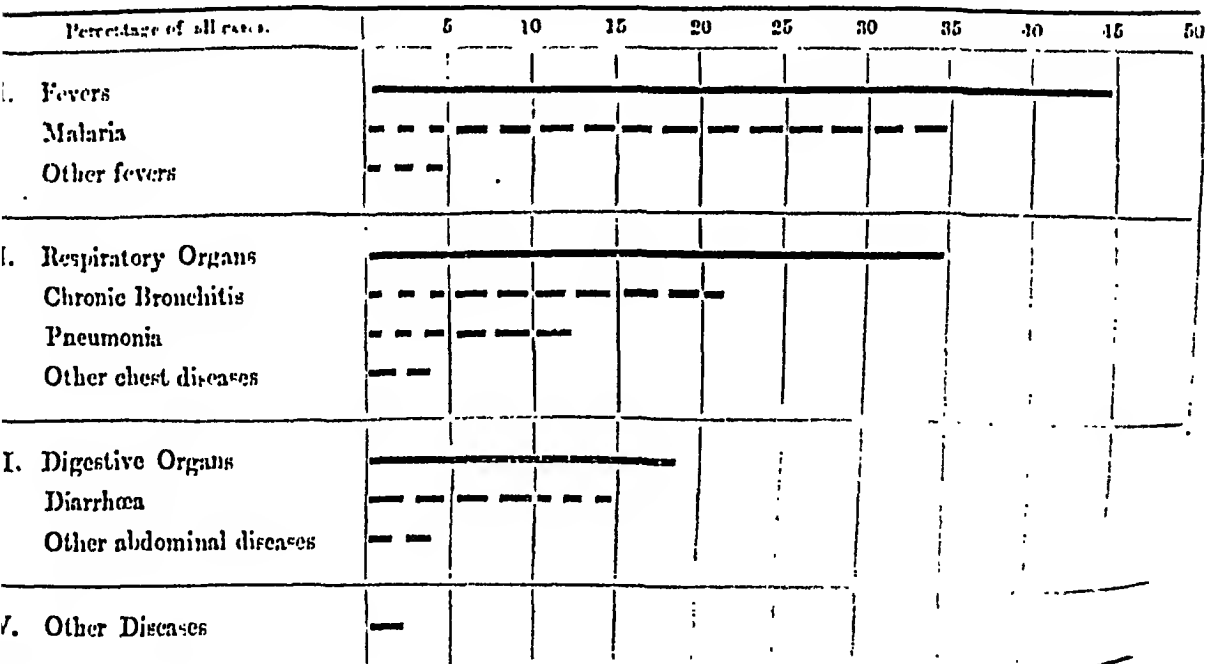 Percentage of all cases. 5 10 15 20 25 30 35 40 45 50
I. Fevers
Malaria
Other fevers
I. Respiratory Organs
Chronic Bronchitis
Pneumonia
Other chest diseases
I. Digestive Organs
Diarrhœa
Other abdominal diseases
V. Other Diseases